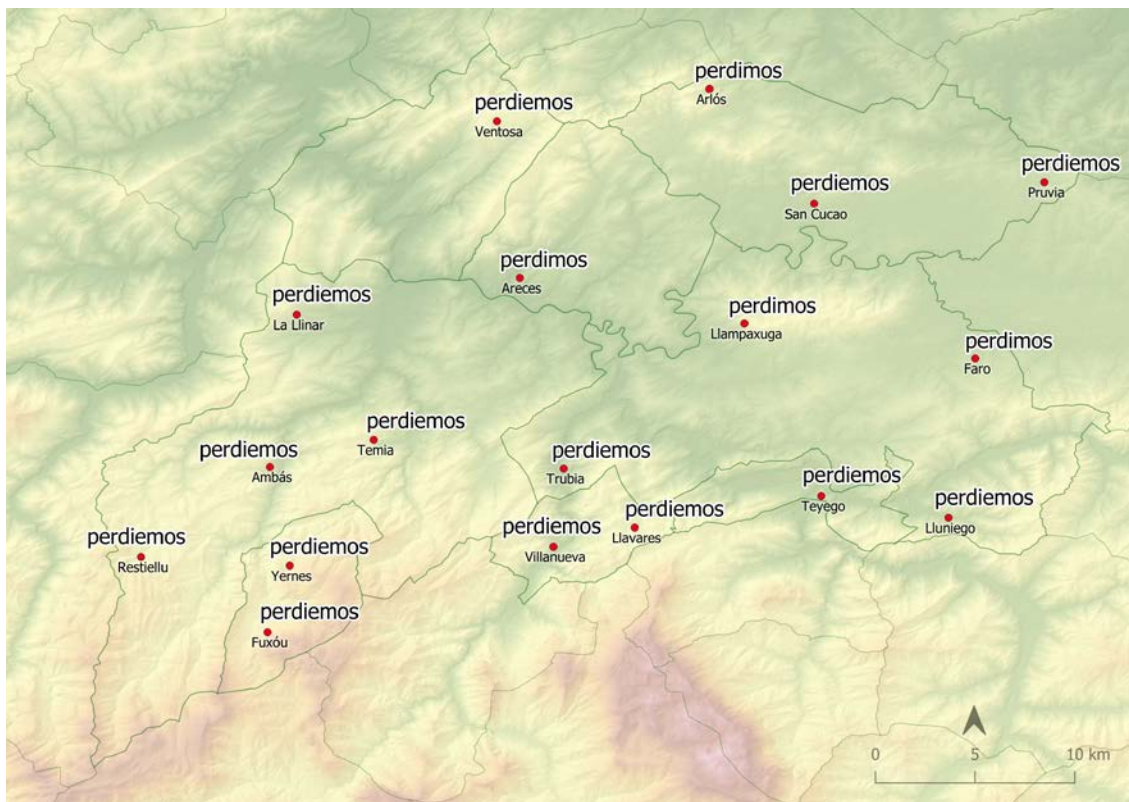 perdimos
Arlós
perdiemos
Ventosa
perdiemos
Pruvia
perdiemos
San Cucao
perdimos
Areces
perdiemos
La Llinar
perdimos
Llampaxuga
perdimos
Faro
perdiemos
Temia
perdiemos
Ambás
perdiemos
Trubia
perdiemos
Teyego
perdiemos
Lluniego
perdiemos
Llavares
perdiemos
Villanueva
perdiemos
Restiellu
perdiemos
Yernes
perdiemos
Fuxóu
0 5 10 km